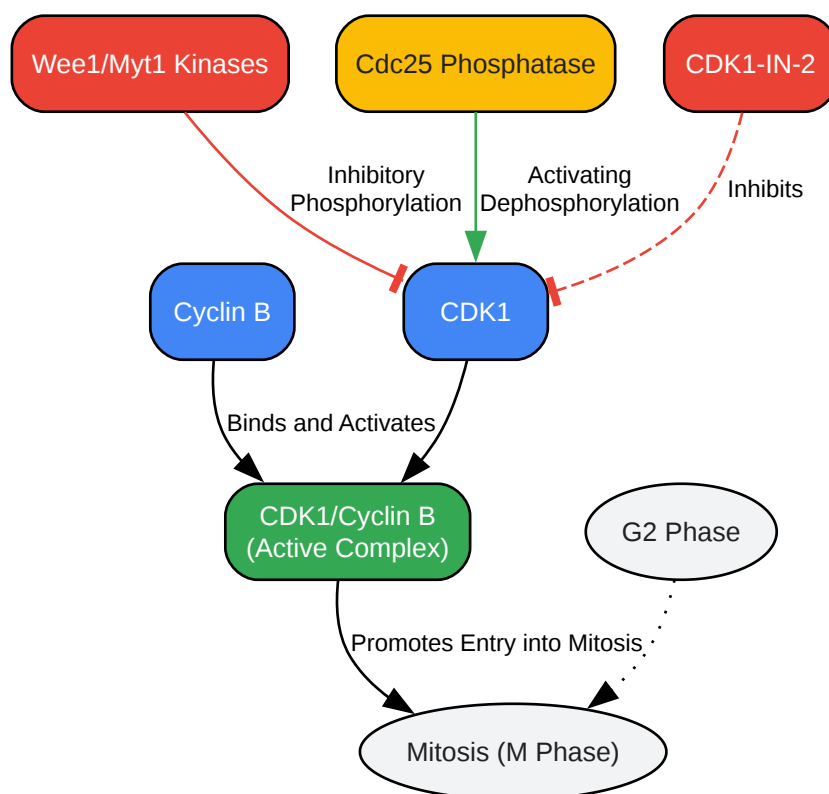 Wee1/Myt1 Kinases
Cdc25 Phosphatase
CDK1-IN-2
Inhibitory
Phosphorylation
Activating
Dephosphorylation
Inhibits
Cyclin B
CDK1
Binds and Activates
CDK1/Cyclin B
(Active Complex)
G2 Phase
Promotes Entry into Mitosis
Mitosis (M Phase)